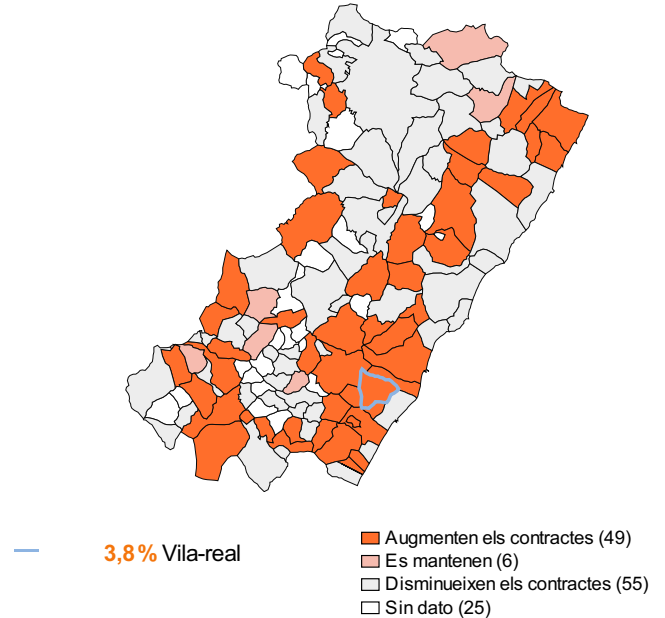 3,8% Vila-real
Augmenten els contractes (49)
Es mantenen (6)
Disminueixen els contractes (55)
Sin dato (25)